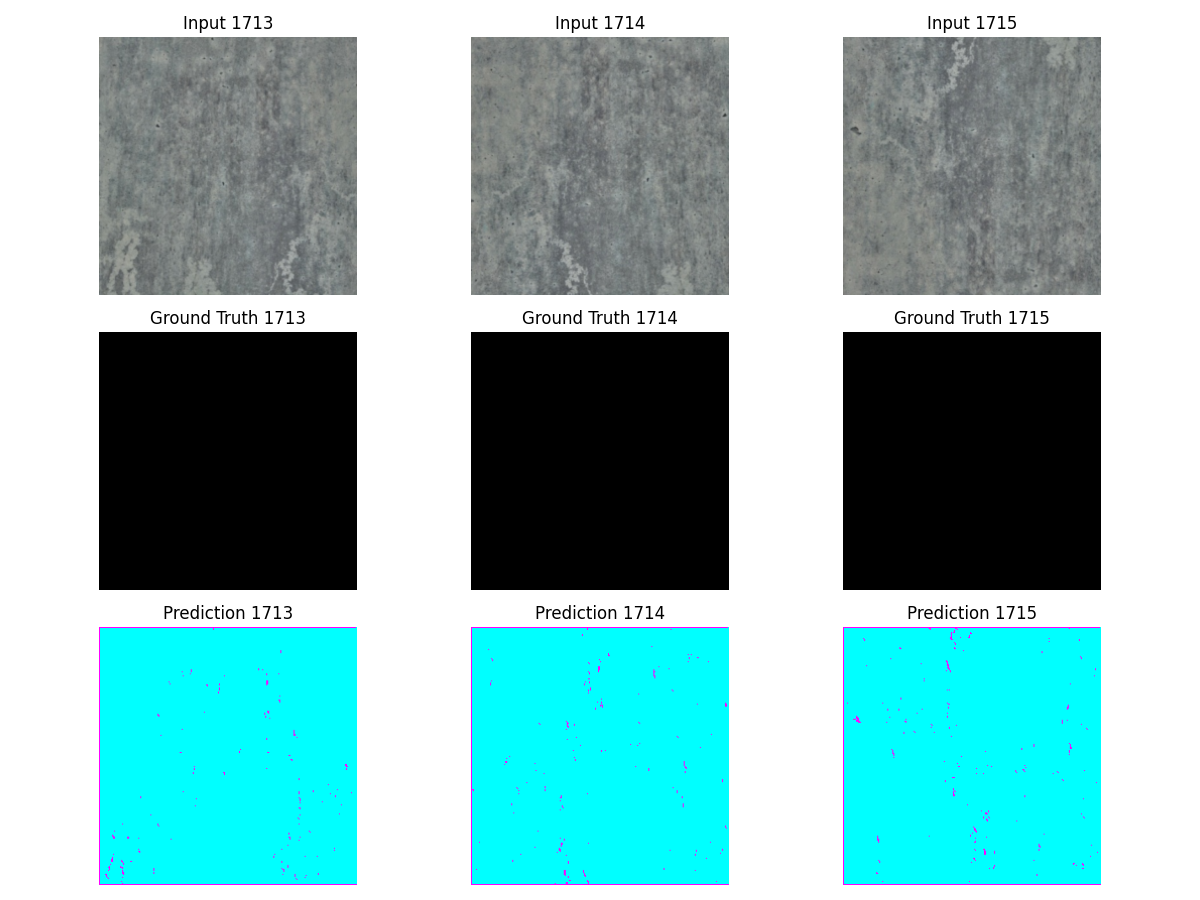 Input 1713
Input 1714
Input 1715
Ground Truth 1713
Ground Truth 1714
Ground Truth 1715
Prediction 1713
Prediction 1714
Prediction 1715